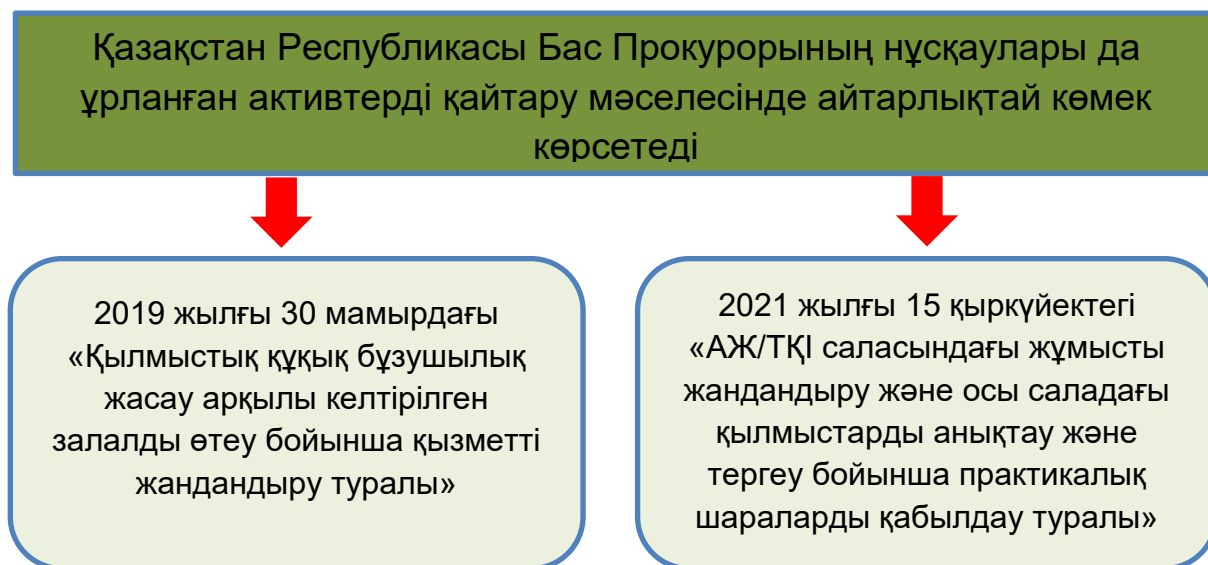 Қазақстан Республикасы Бас Прокурорының нұсқаулары да
ұрланған активтерді қайтару мәселесінде айтарлықтай көмек
көрсетеді
2019 жылғы 30 мамырдағы
«Қылмыстық құқық бұзушылық
жасау арқылы келтірілген
залалды өтеу бойынша қызметті
жандандыру туралы»
2021 жылғы 15 қыркүйектегі
«АЖ/ТҚІ саласындағы жұмысты
жандандыру және осы саладағы
қылмыстарды анықтау және
тергеу бойынша практикалық
шараларды қабылдау туралы»